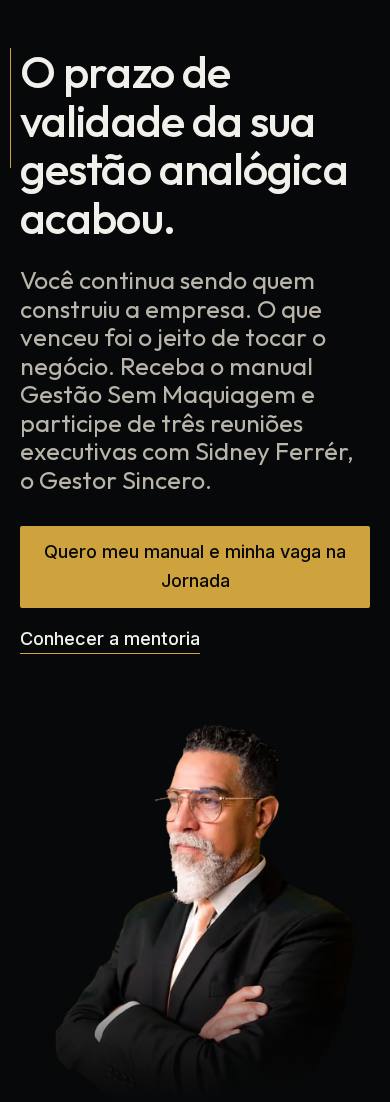 O prazo de
validade da sua
gestão analógica
acabou.
Você continua sendo quem
construiu a empresa. O que
venceu foi o jeito de tocar o
negócio. Receba o manual
Gestão Sem Maquiagem e
participe de três reuniões
executivas com Sidney Ferrér,
o Gestor Sincero.
Quero meu manual e minha vaga na
Jornada
Conhecer a mentoria